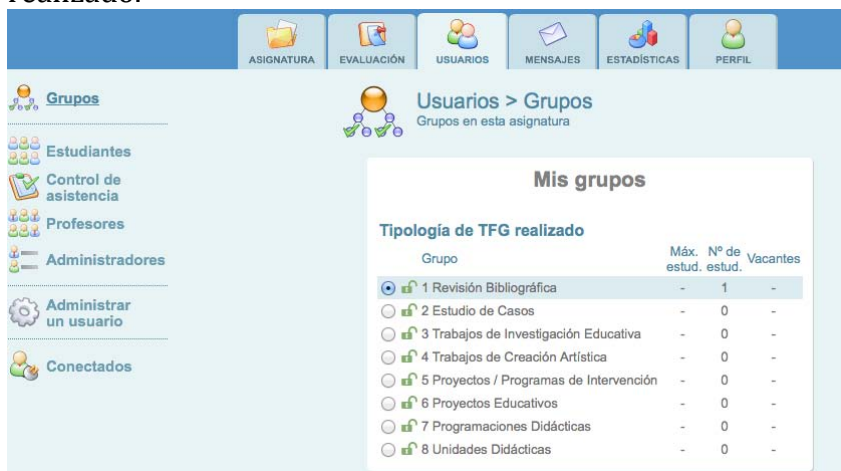 realizado.
ASIGNATURA EVALUACIÓN USUARIOS MENSAJES ESTADÍSTICAS PERFIL
Grupos
Estudiantes
Control de
asistencia
Profesores
Administradores
Administrar
un usuario
Conectados
Usuarios > Grupos
Grupos en esta asignatura
Mis grupos
Tipología de TFG realizado
Grupo Máx. estud. Nº de estud. Vacantes
1 Revisión Bibliográfica - 1 -
2 Estudio de Casos - 0 -
3 Trabajos de Investigación Educativa - 0 -
4 Trabajos de Creación Artística - 0 -
5 Proyectos / Programas de Intervención - 0 -
6 Proyectos Educativos - 0 -
7 Programaciones Didácticas - 0 -
8 Unidades Didácticas - 0 -